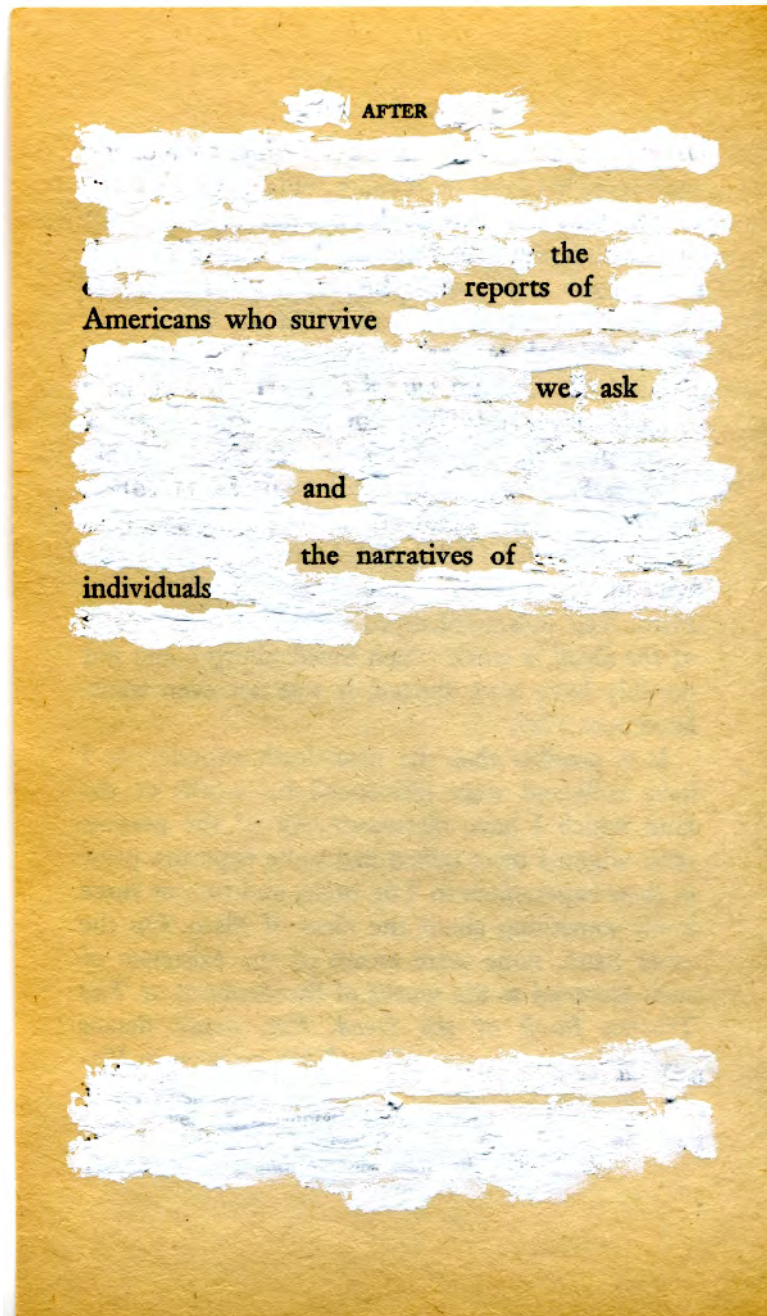 AFTER
the
reports of
Americans who survive
we ask
and
the narratives of
individuals